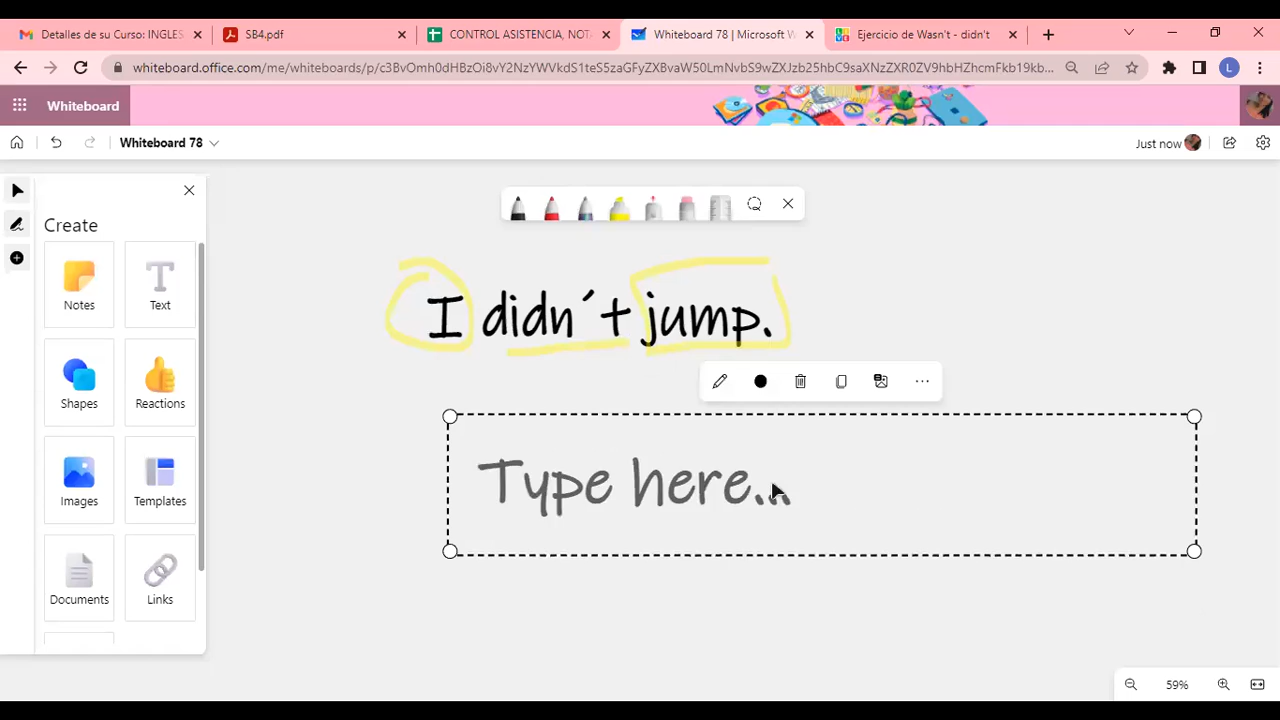 Detalles de su Curso: INGLES
SB4.pdf
CONTROL ASISTENCIA, NOT
Whiteboard 78 | Microsoft W
Ejercicio de Wasn't - didn't
whiteboard.office.com/me/whiteboards/p/c3BvOmh0dHBzOi8vY2NzYWVkdS1teS5zaGFyZXBvaW50LmNvbS9wZXJzb25hbC9saXNzZXR0ZV9hbHZhcmFkb19kb...
L
Whiteboard
Whiteboard 78
Just now
Create
Notes
Text
Shapes
Reactions
Images
Templates
Documents
Links
I didn´t jump.
Type here...
59%